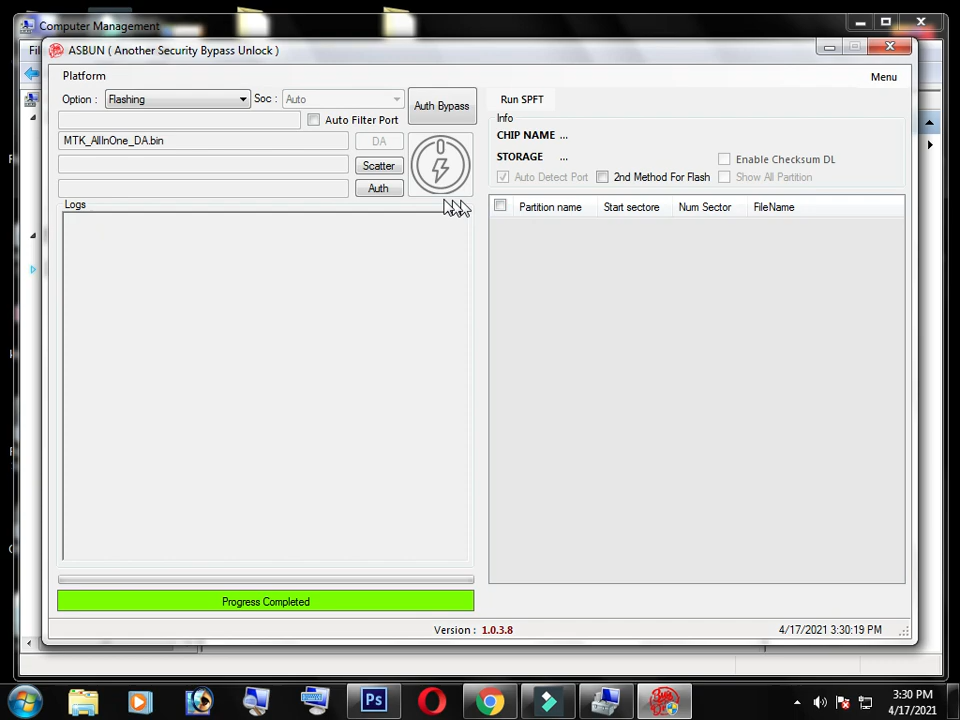 Computer Management
Fil
ASBUN ( Another Security Bypass Unlock )
Platform
Menu
Option : Flashing Soc : Auto
Auth Bypass
Run SPFT
Auto Filter Port
Info
CHIP NAME ...
MTK_AllInOne_DA.bin DA
STORAGE ...
Enable Checksum DL
Scatter
Auto Detect Port 2nd Method For Flash Show All Partition
Auth
Logs
Partition name Start sectore Num Sector FileName
Progress Completed
Version : 1.0.3.8
4/17/2021 3:30:19 PM
Ps
3:30 PM
4/17/2021